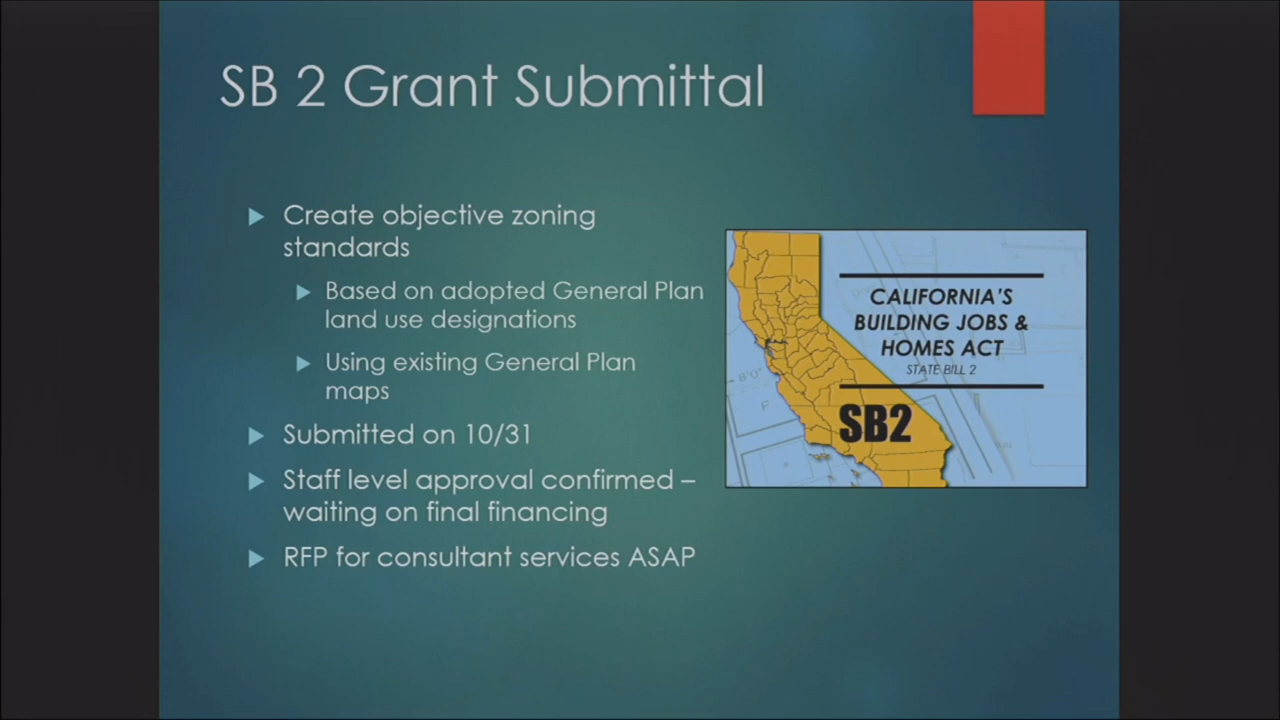 SB 2 Grant Submittal
Create objective zoning
standards
Based on adopted General Plan
land use designations
Using existing General Plan
maps
Submitted on 10/31
Staff level approval confirmed –
waiting on final financing
RFP for consultant services ASAP
CALIFORNIA'S
BUILDING JOBS &
HOMES ACT
STATE BILL 2
SB2
8'0"
F